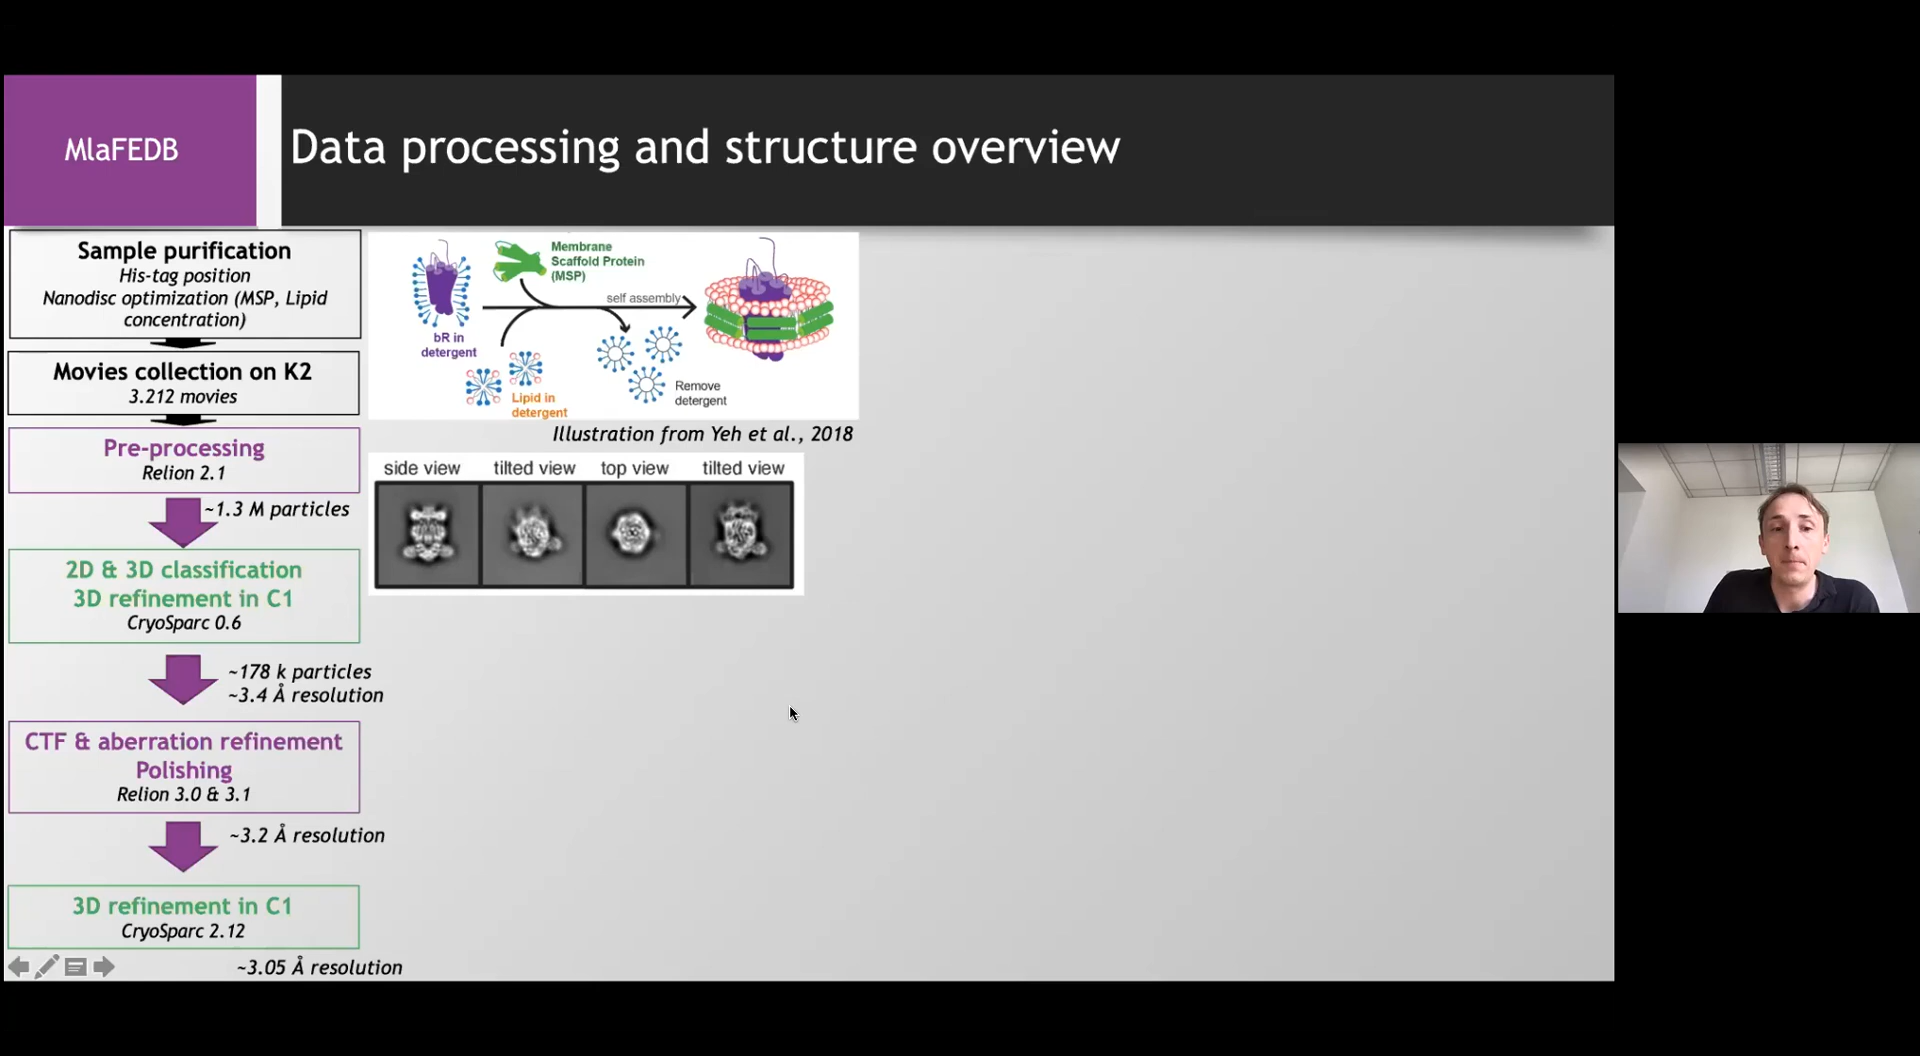 MlaFEDB
Data processing and structure overview
Sample purification
His-tag position
Nanodisc optimization (MSP, Lipid
concentration)
Movies collection on K2
3.212 movies
Pre-processing
Relion 2.1
~1.3 M particles
2D & 3D classification
3D refinement in C1
CryoSparc 0.6
~178 k particles
~3.4 Å resolution
CTF & aberration refinement
Polishing
Relion 3.0 & 3.1
~3.2 Å resolution
3D refinement in C1
CryoSparc 2.12
~3.05 Å resolution
Membrane
Scaffold Protein
(MSP)
self assembly
bR in
detergent
Lipid in
detergent
Remove
detergent
Illustration from Yeh et al., 2018
side view
tilted view
top view
tilted view